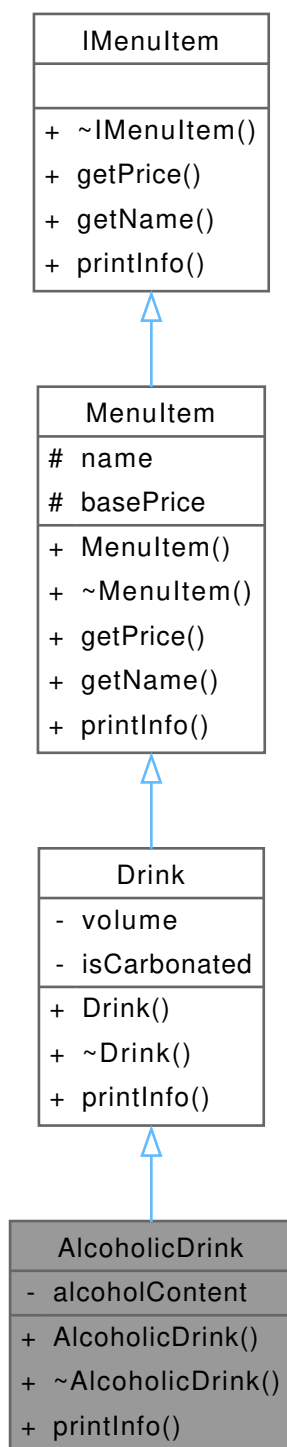 IMenuItem
+ ~IMenuItem()
+ getPrice()
+ getName()
+ printInfo()
MenuItem
# name
# basePrice
+ MenuItem()
+ ~MenuItem()
+ getPrice()
+ getName()
+ printInfo()
Drink
- volume
- isCarbonated
+ Drink()
+ ~Drink()
+ printInfo()
AlcoholicDrink
- alcoholContent
+ AlcoholicDrink()
+ ~AlcoholicDrink()
+ printInfo()